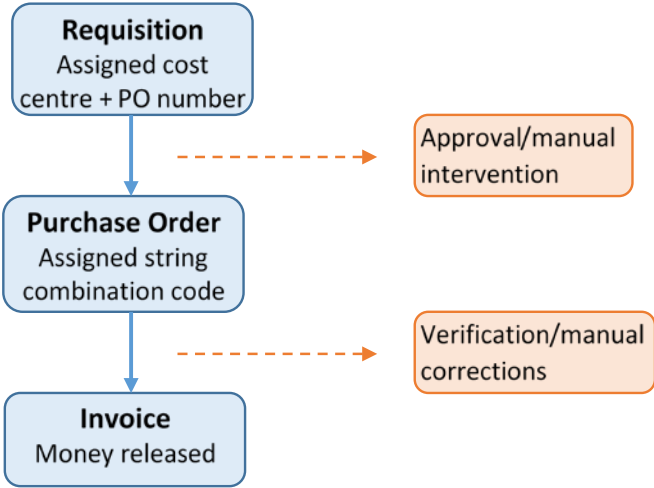 Requisition
Assigned cost
centre + PO number
Approval/manual
intervention
Purchase Order
Assigned string
combination code
Verification/manual
corrections
Invoice
Money released